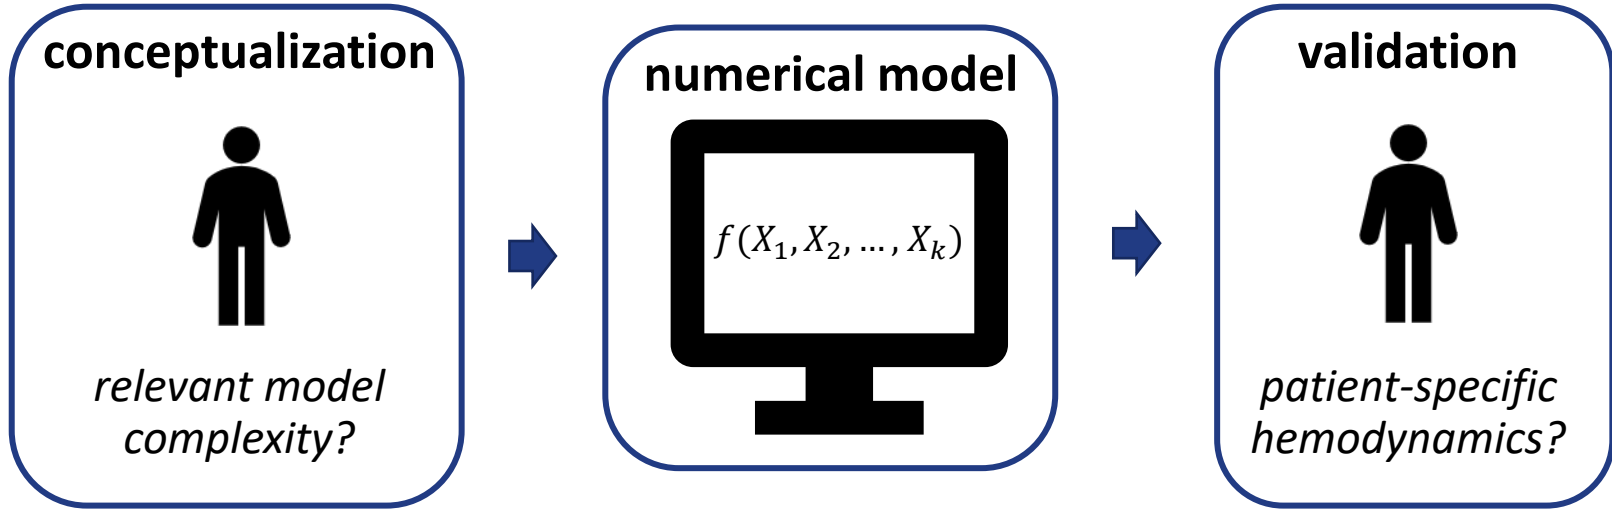 conceptualization
relevant model
complexity?
numerical model
f(X₁, X₂, … , Xₖ)
validation
patient-specific
hemodynamics?